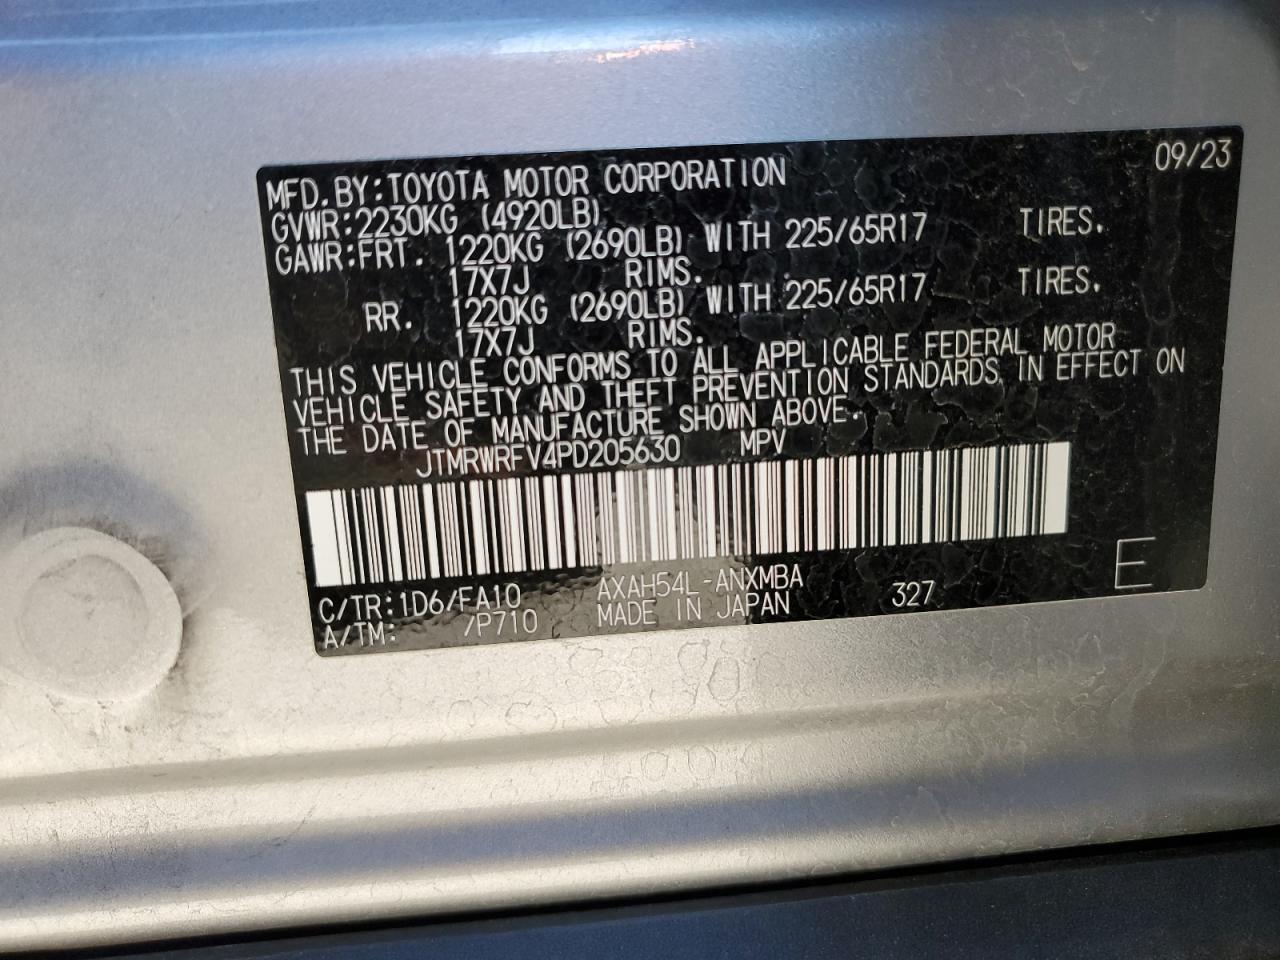 09/23
MFD.BY:TOYOTA MOTOR CORPORATION
GVWR:2230KG (4920LB)
GAWR:FRT. 1220KG (2690LB) WITH 225/65R17 TIRES.
17X7J RIMS.
RR. 1220KG (2690LB) WITH 225/65R17 TIRES.
17X7J RIMS.
THIS VEHICLE CONFORMS TO ALL APPLICABLE FEDERAL MOTOR
VEHICLE SAFETY AND THEFT PREVENTION STANDARDS IN EFFECT ON
THE DATE OF MANUFACTURE SHOWN ABOVE.
JTMRWRFV4PD205630 MPV
C/TR:1D6/FA10 AXAH54L-ANXMBA
A/TM: /P710 MADE IN JAPAN 327 E